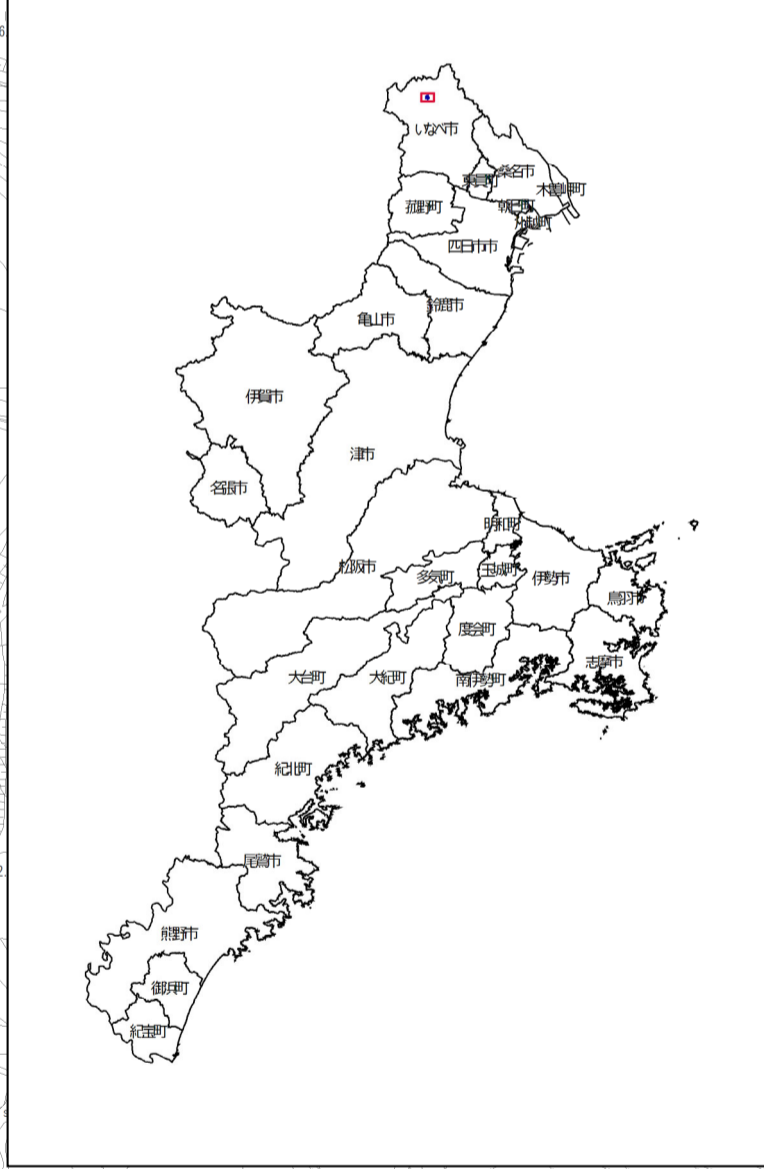 いなべ市
桑名市
東員町
木曽岬町
菰野町
朝日町
川越町
四日市市
鈴鹿市
亀山市
伊賀市
津市
名張市
明和町
松阪市
多気町
玉城町
伊勢市
鳥羽市
度会町
志摩市
大台町
大紀町
南伊勢町
紀北町
尾鷲市
熊野市
御浜町
紀宝町